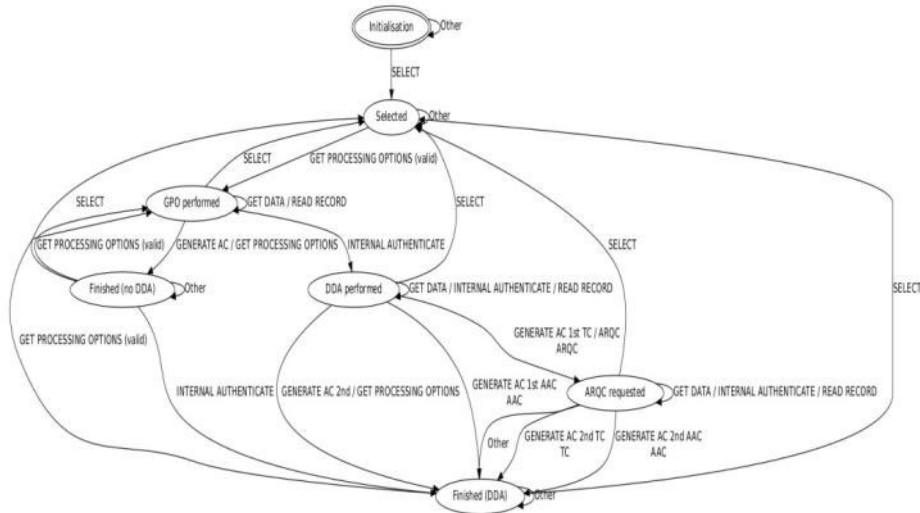 Initialisation
Other
SELECT
Selected
Other
SELECT
GET PROCESSING OPTIONS (valid)
SELECT
GPO performed
GET DATA / READ RECORD
SELECT
GET PROCESSING OPTIONS (valid)
GENERATE AC / GET PROCESSING OPTIONS
INTERNAL AUTHENTICATE
SELECT
Finished (no DDA)
Other
DDA performed
GET DATA / INTERNAL AUTHENTICATE / READ RECORD
SELECT
GET PROCESSING OPTIONS (valid)
GENERATE AC 1st TC / ARQC
ARQC
INTERNAL AUTHENTICATE
GENERATE AC 2nd / GET PROCESSING OPTIONS
GENERATE AC 1st AAC
AAC
ARQC requested
GET DATA / INTERNAL AUTHENTICATE / READ RECORD
Other
GENERATE AC 2nd TC
TC
GENERATE AC 2nd AAC
AAC
Finished (DDA)
Other